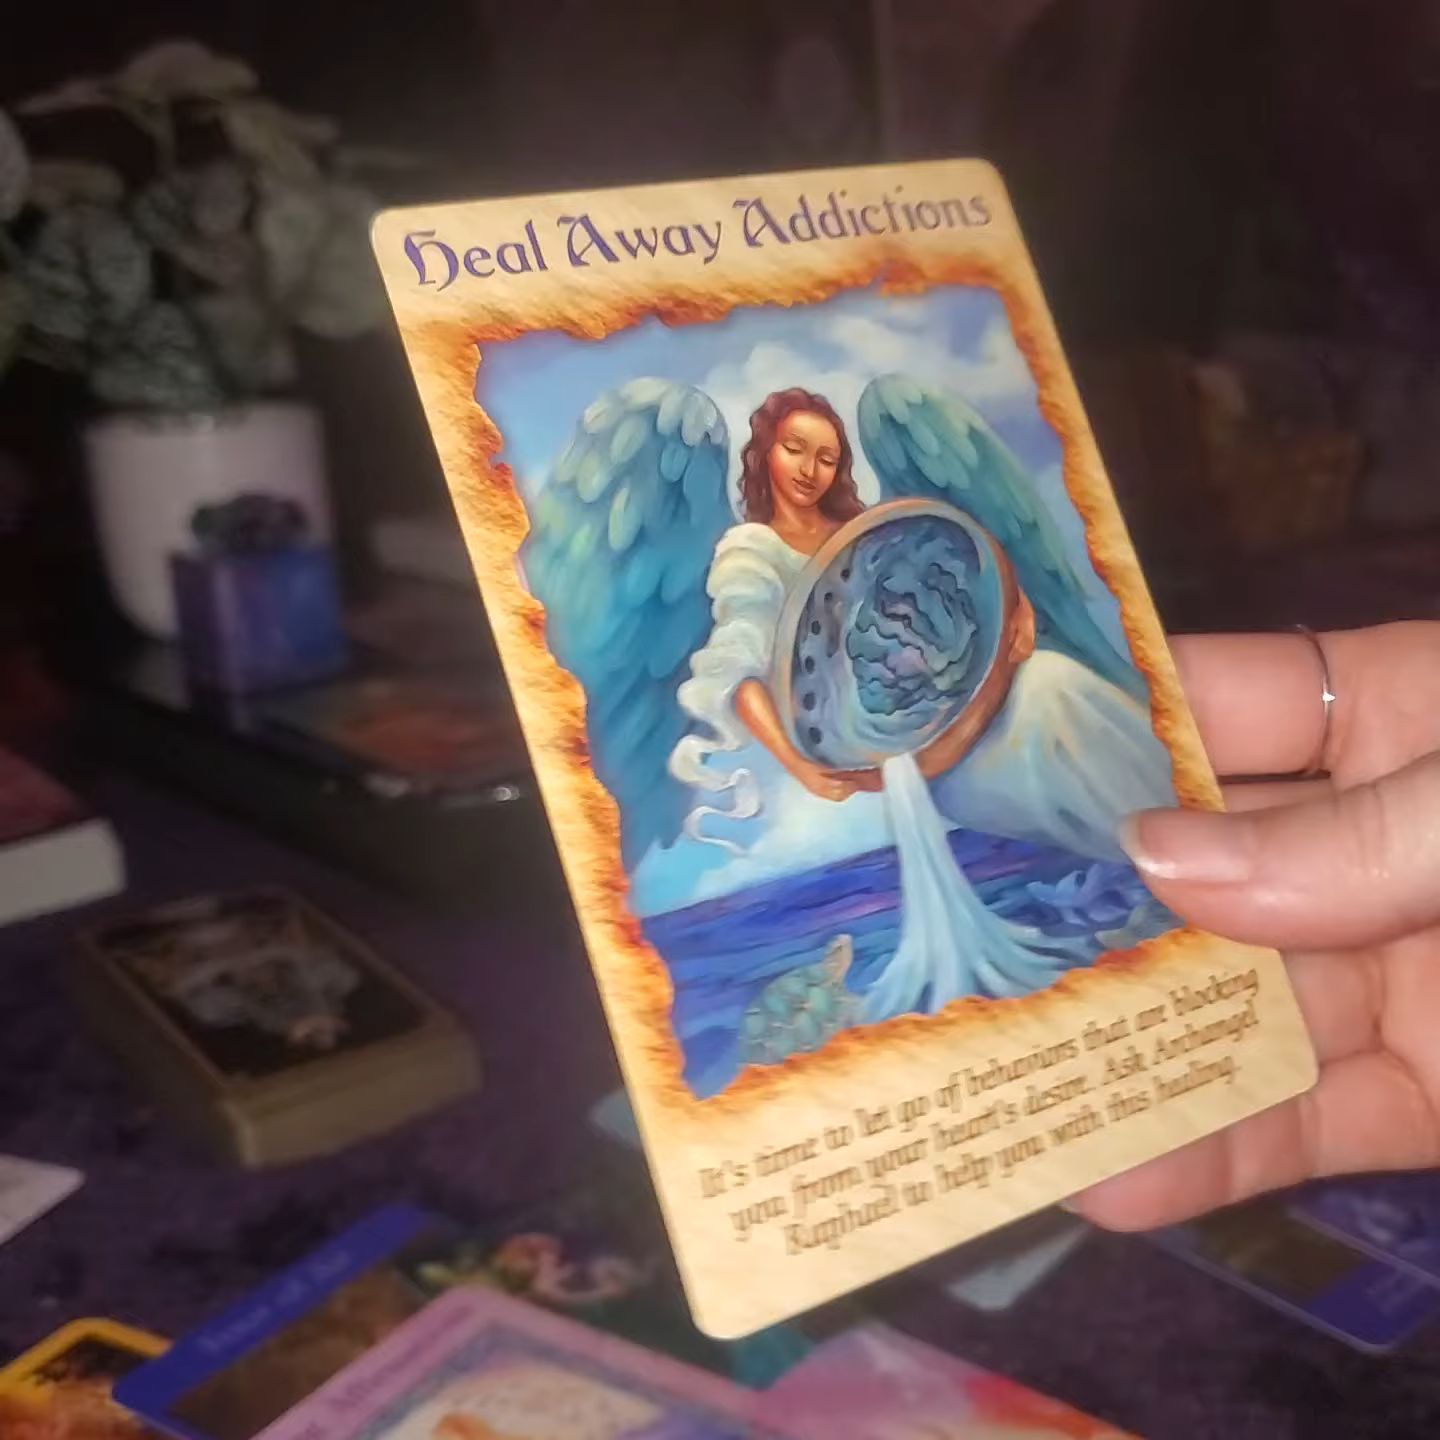 Heal Away Addictions
It's time to let go of behaviors that are blocking
you from your heart's desire. Ask Archangel
Raphael to help you with this healing.